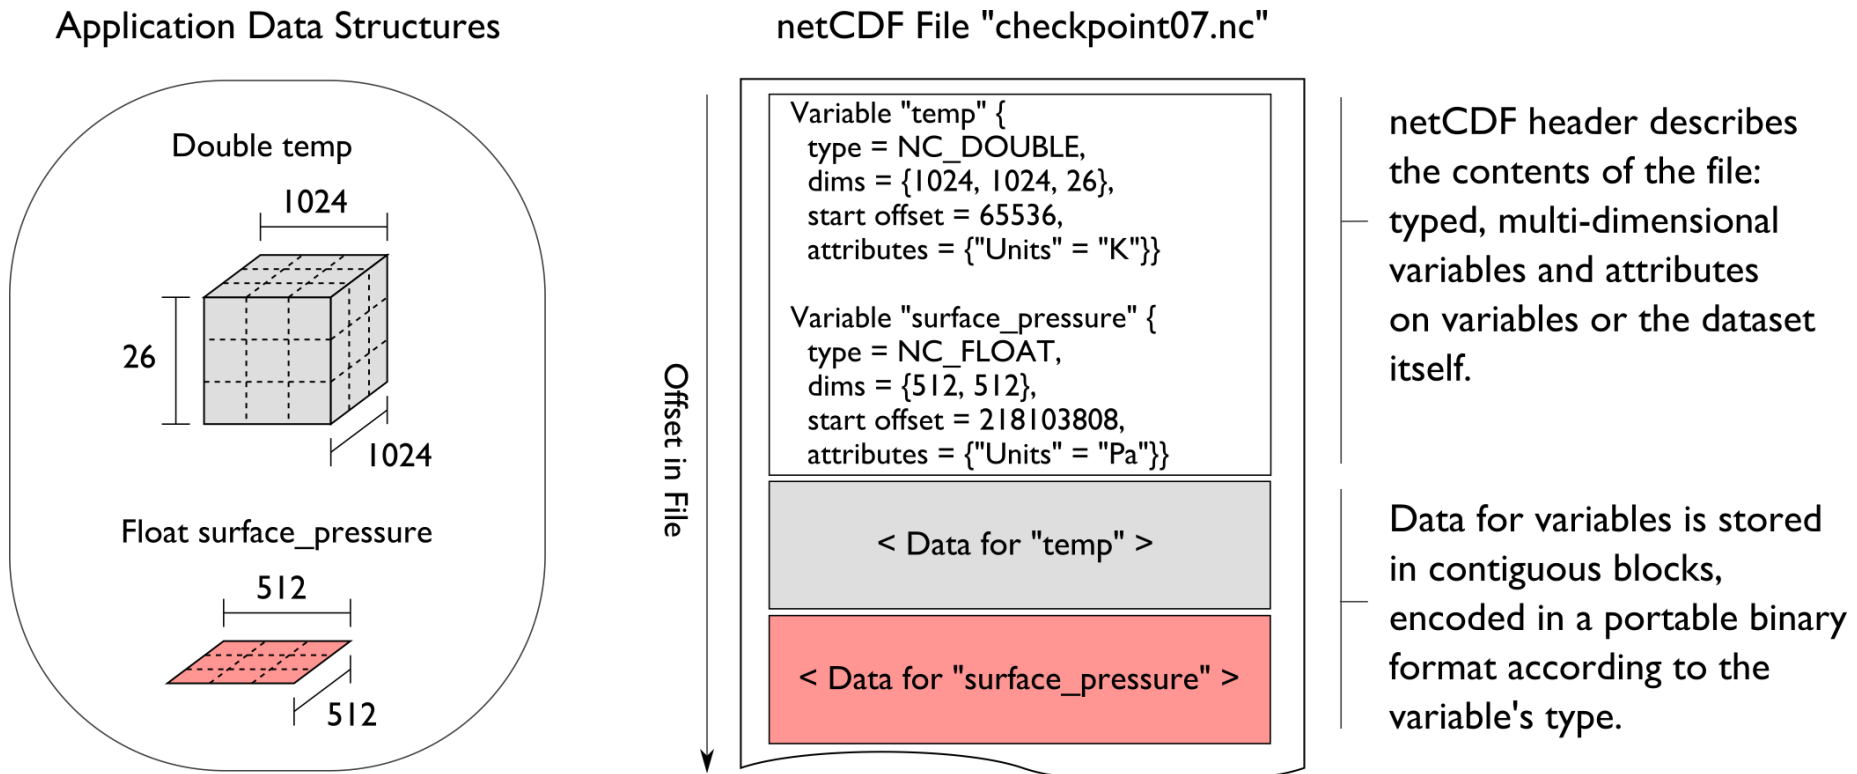 Application Data Structures
Double temp
1024
26
1024
Float surface_pressure
512
512
netCDF File "checkpoint07.nc"
Offset in File
Variable "temp" {
type = NC_DOUBLE,
dims = {1024, 1024, 26},
start offset = 65536,
attributes = {"Units" = "K"}}
Variable "surface_pressure" {
type = NC_FLOAT,
dims = {512, 512},
start offset = 218103808,
attributes = {"Units" = "Pa"}}
< Data for "temp" >
< Data for "surface_pressure" >
netCDF header describes
the contents of the file:
typed, multi-dimensional
variables and attributes
on variables or the dataset
itself.
Data for variables is stored
in contiguous blocks,
encoded in a portable binary
format according to the
variable's type.